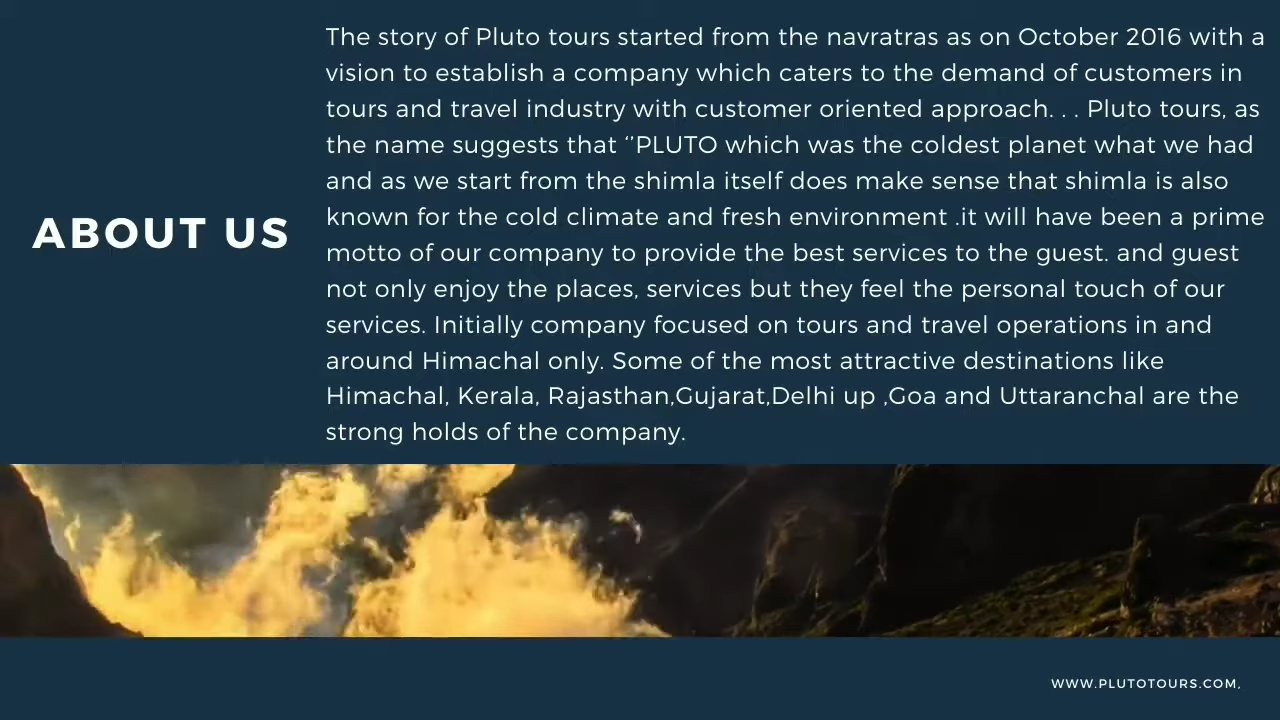 The story of Pluto tours started from the navratras as on October 2016 with a
vision to establish a company which caters to the demand of customers in
tours and travel industry with customer oriented approach. . . Pluto tours, as
the name suggests that ‘’PLUTO which was the coldest planet what we had
and as we start from the shimla itself does make sense that shimla is also
known for the cold climate and fresh environment .it will have been a prime
ABOUT US
motto of our company to provide the best services to the guest. and guest
not only enjoy the places, services but they feel the personal touch of our
services. Initially company focused on tours and travel operations in and
around Himachal only. Some of the most attractive destinations like
Himachal, Kerala, Rajasthan,Gujarat,Delhi up ,Goa and Uttaranchal are the
strong holds of the company.
WWW.PLUTOTOURS.COM,